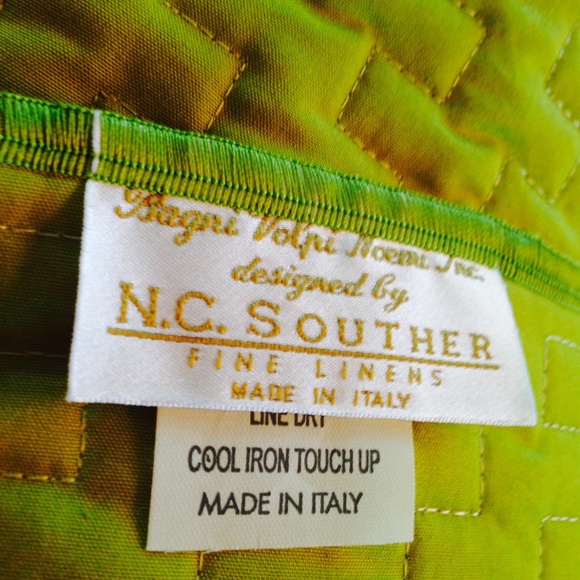 Bagni Volpi Noemi Inc.
designed by
N.C. SOUTHER
FINE LINENS
MADE IN ITALY
LINE DRY
COOL IRON TOUCH UP
MADE IN ITALY